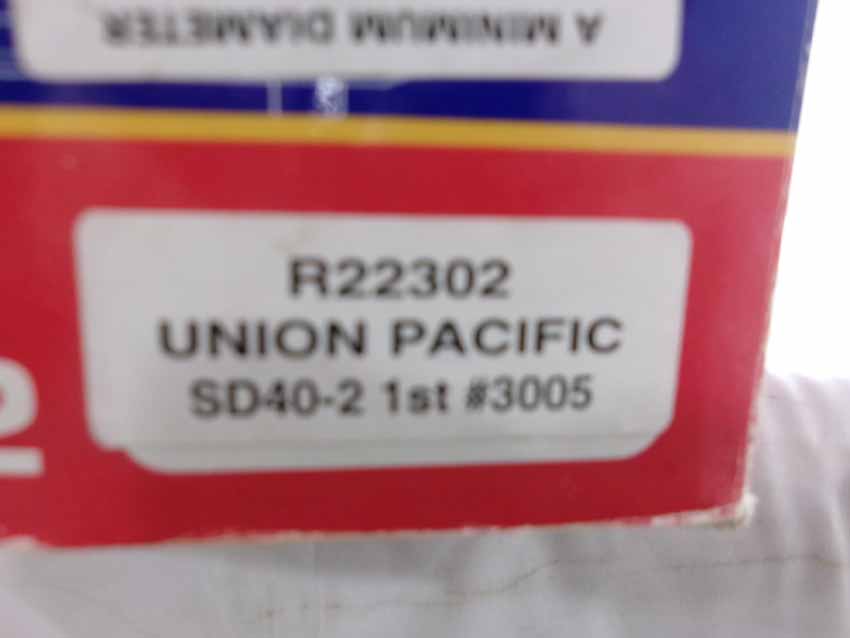 A MINIMUM DIAMETER
R22302
UNION PACIFIC
SD40-2 1st #3005